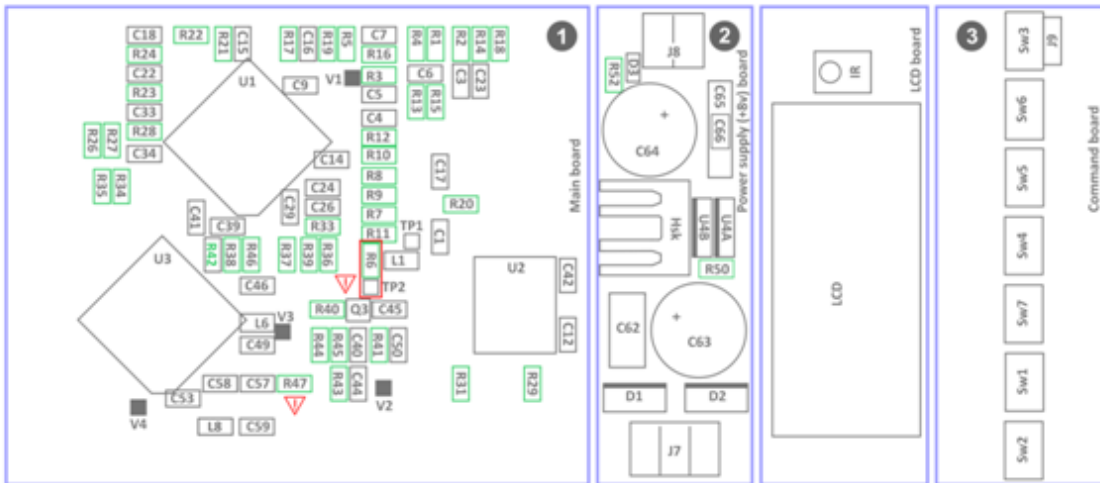 C18
R22
R21
C15
R17
C16
R19
R5
C7
R4
R1
R2
R14
R18
1
R24
R16
C22
U1
V1
R3
C6
C3
C23
R23
C9
C5
R13
R15
C33
C4
R26
R27
R28
R12
C34
C14
R10
C17
R35
R34
C24
R8
C29
C26
R9
R20
C41
C39
R33
R7
TP1
R11
C1
Main board
R42
R38
R46
R37
R39
R36
R6
L1
U3
U2
C42
C46
TP2
R40
Q3
C45
L6
V3
C12
C49
R44
R45
C40
R41
C50
C58
C57
R47
R43
C44
V2
R31
R29
C53
V4
L8
C59
J8
2
R52
D3
C65
C66
C64
Power supply (+8v) board
Hsk
U4B
U4A
R50
C62
C63
D1
D2
J7
IR
LCD board
LCD
3
Sw3
J9
Sw6
Sw5
Sw4
Sw7
Sw1
Sw2
Command board